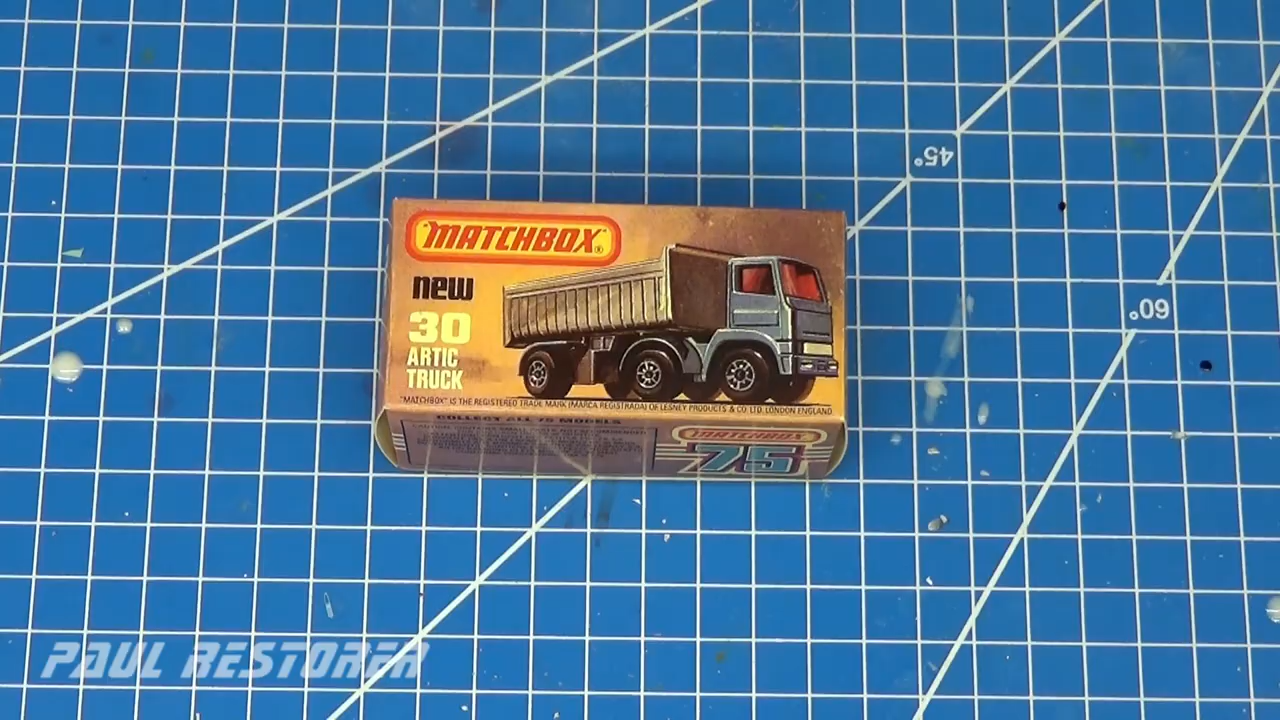 45°
60°
MATCHBOX®
new
30
ARTIC
TRUCK
"MATCHBOX" IS THE REGISTERED TRADE MARK (MARCA REGISTRADA) OF LESNEY PRODUCTS & CO. LTD. LONDON ENGLAND
COLLECT ALL 75 MODELS
MATCHBOX
75
PAUL RESTORER